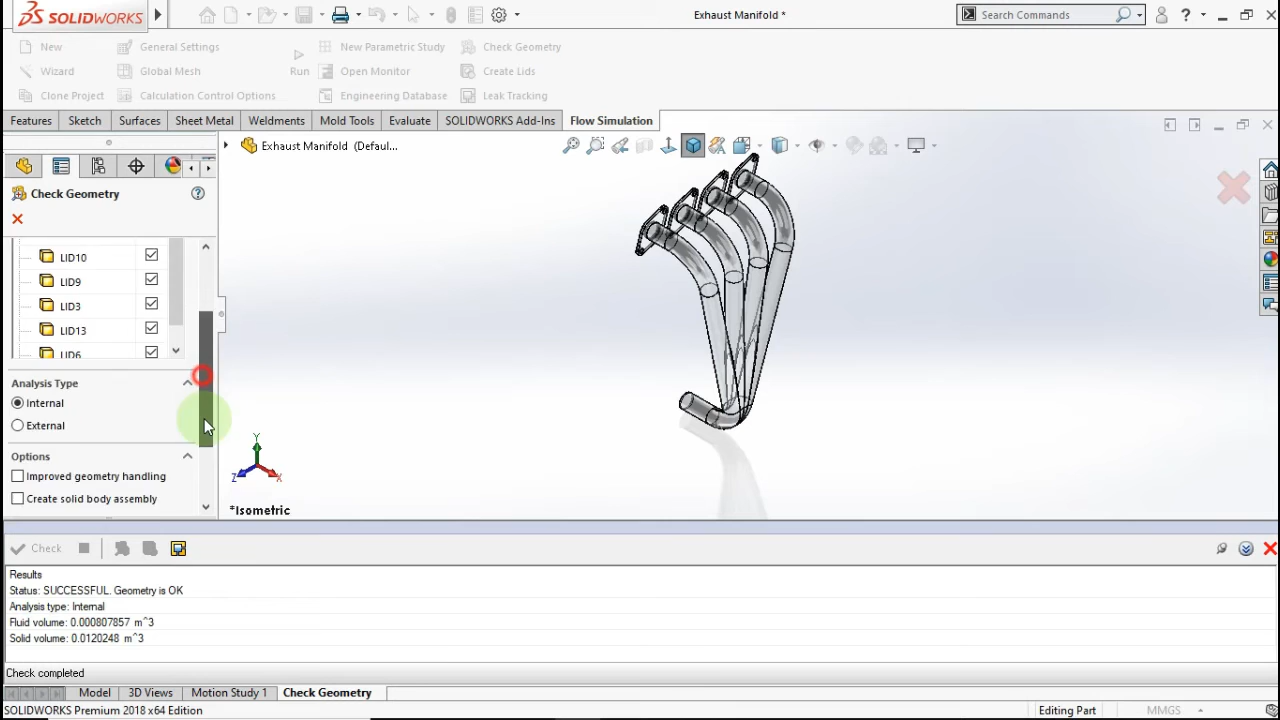 SOLIDWORKS
Exhaust Manifold *
Search Commands
?
New
General Settings
New Parametric Study
Check Geometry
Wizard
Global Mesh
Run
Open Monitor
Create Lids
Clone Project
Calculation Control Options
Engineering Database
Leak Tracking
Features
Sketch
Surfaces
Sheet Metal
Weldments
Mold Tools
Evaluate
SOLIDWORKS Add-Ins
Flow Simulation
Exhaust Manifold (Defaul...
Check Geometry
LID10
LID9
LID3
LID13
LID6
Analysis Type
Internal
External
Options
Improved geometry handling
Create solid body assembly
Y
Z
X
*Isometric
Check
Results
Status: SUCCESSFUL. Geometry is OK
Analysis type: Internal
Fluid volume: 0.000807857 m^3
Solid volume: 0.0120248 m^3
Check completed
Model
3D Views
Motion Study 1
Check Geometry
SOLIDWORKS Premium 2018 x64 Edition
Editing Part
MMGS